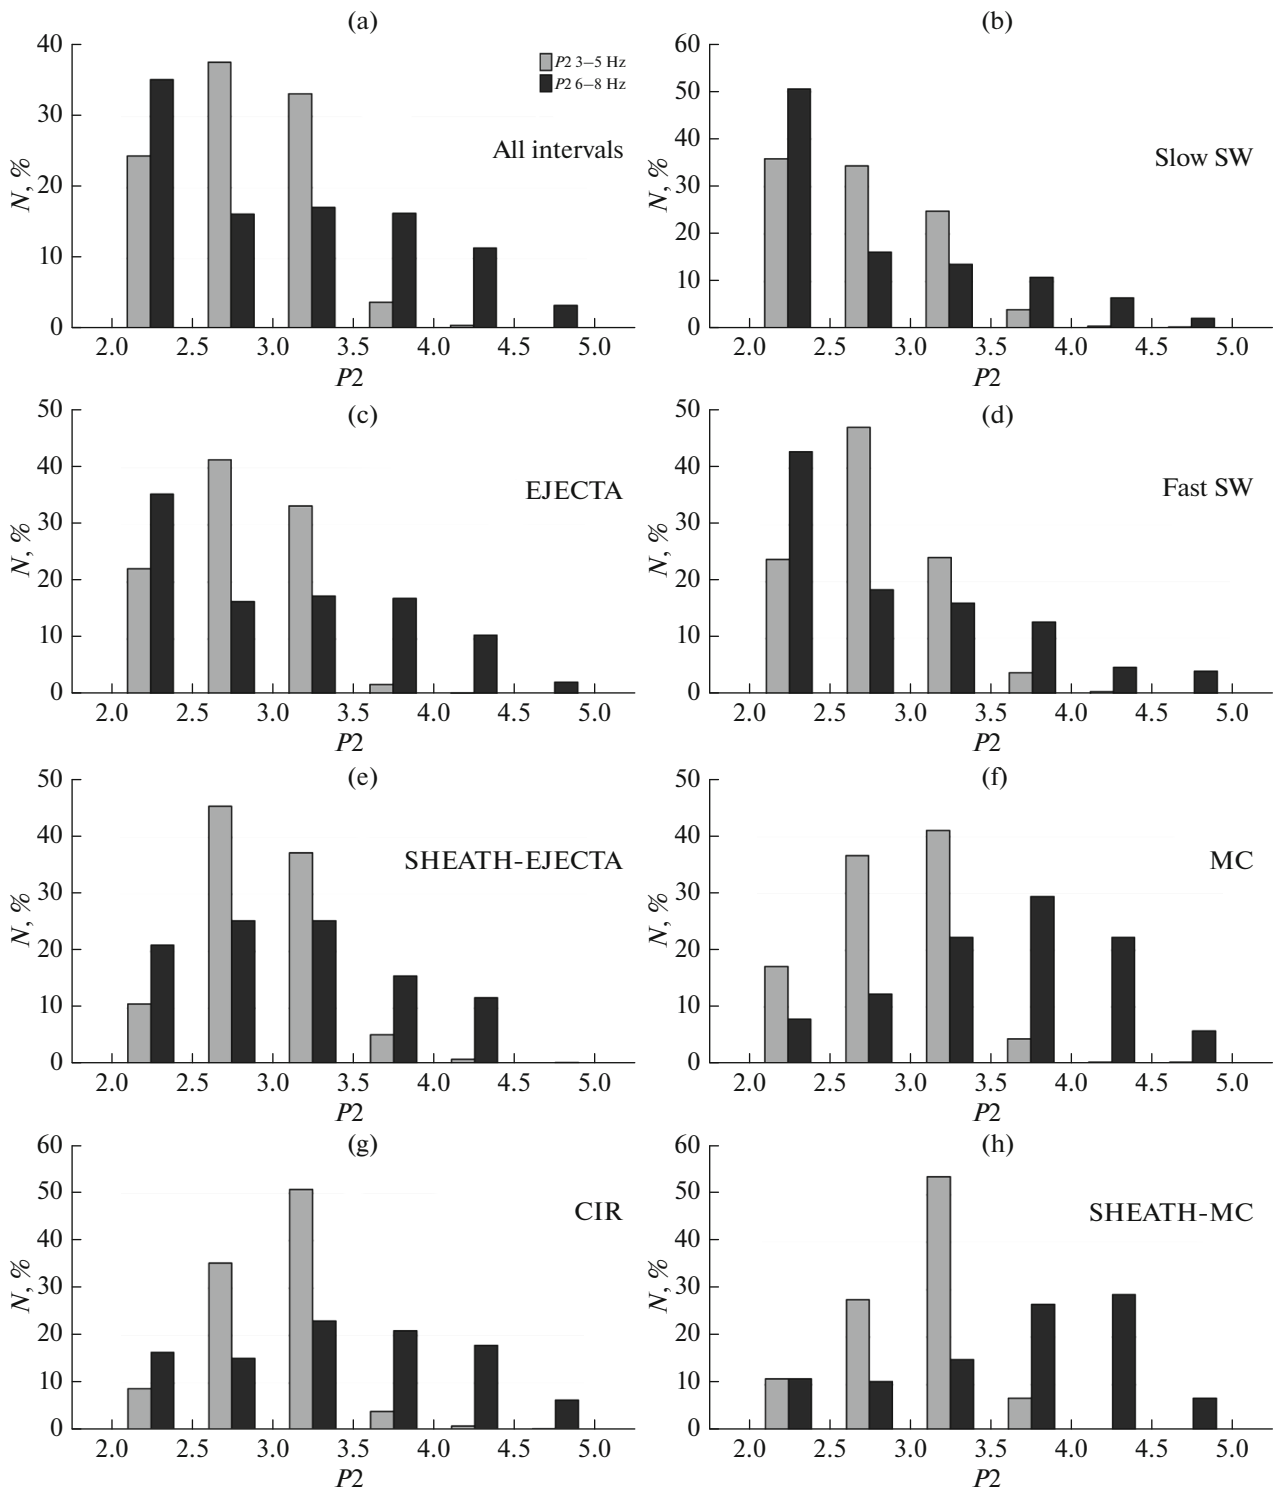 (a)
40
30
20
10
0
N, %
P2 3–5 Hz
P2 6–8 Hz
All intervals
2.0 2.5 3.0 3.5 4.0 4.5 5.0
P2
(b)
60
50
40
30
20
10
0
N, %
Slow SW
2.0 2.5 3.0 3.5 4.0 4.5 5.0
P2
(c)
50
40
30
20
10
0
N, %
EJECTA
2.0 2.5 3.0 3.5 4.0 4.5 5.0
P2
(d)
50
40
30
20
10
0
N, %
Fast SW
2.0 2.5 3.0 3.5 4.0 4.5 5.0
P2
(e)
50
40
30
20
10
0
N, %
SHEATH-EJECTA
2.0 2.5 3.0 3.5 4.0 4.5 5.0
P2
(f)
50
40
30
20
10
0
N, %
MC
2.0 2.5 3.0 3.5 4.0 4.5 5.0
P2
(g)
60
50
40
30
20
10
0
N, %
CIR
2.0 2.5 3.0 3.5 4.0 4.5 5.0
P2
(h)
60
50
40
30
20
10
0
N, %
SHEATH-MC
2.0 2.5 3.0 3.5 4.0 4.5 5.0
P2